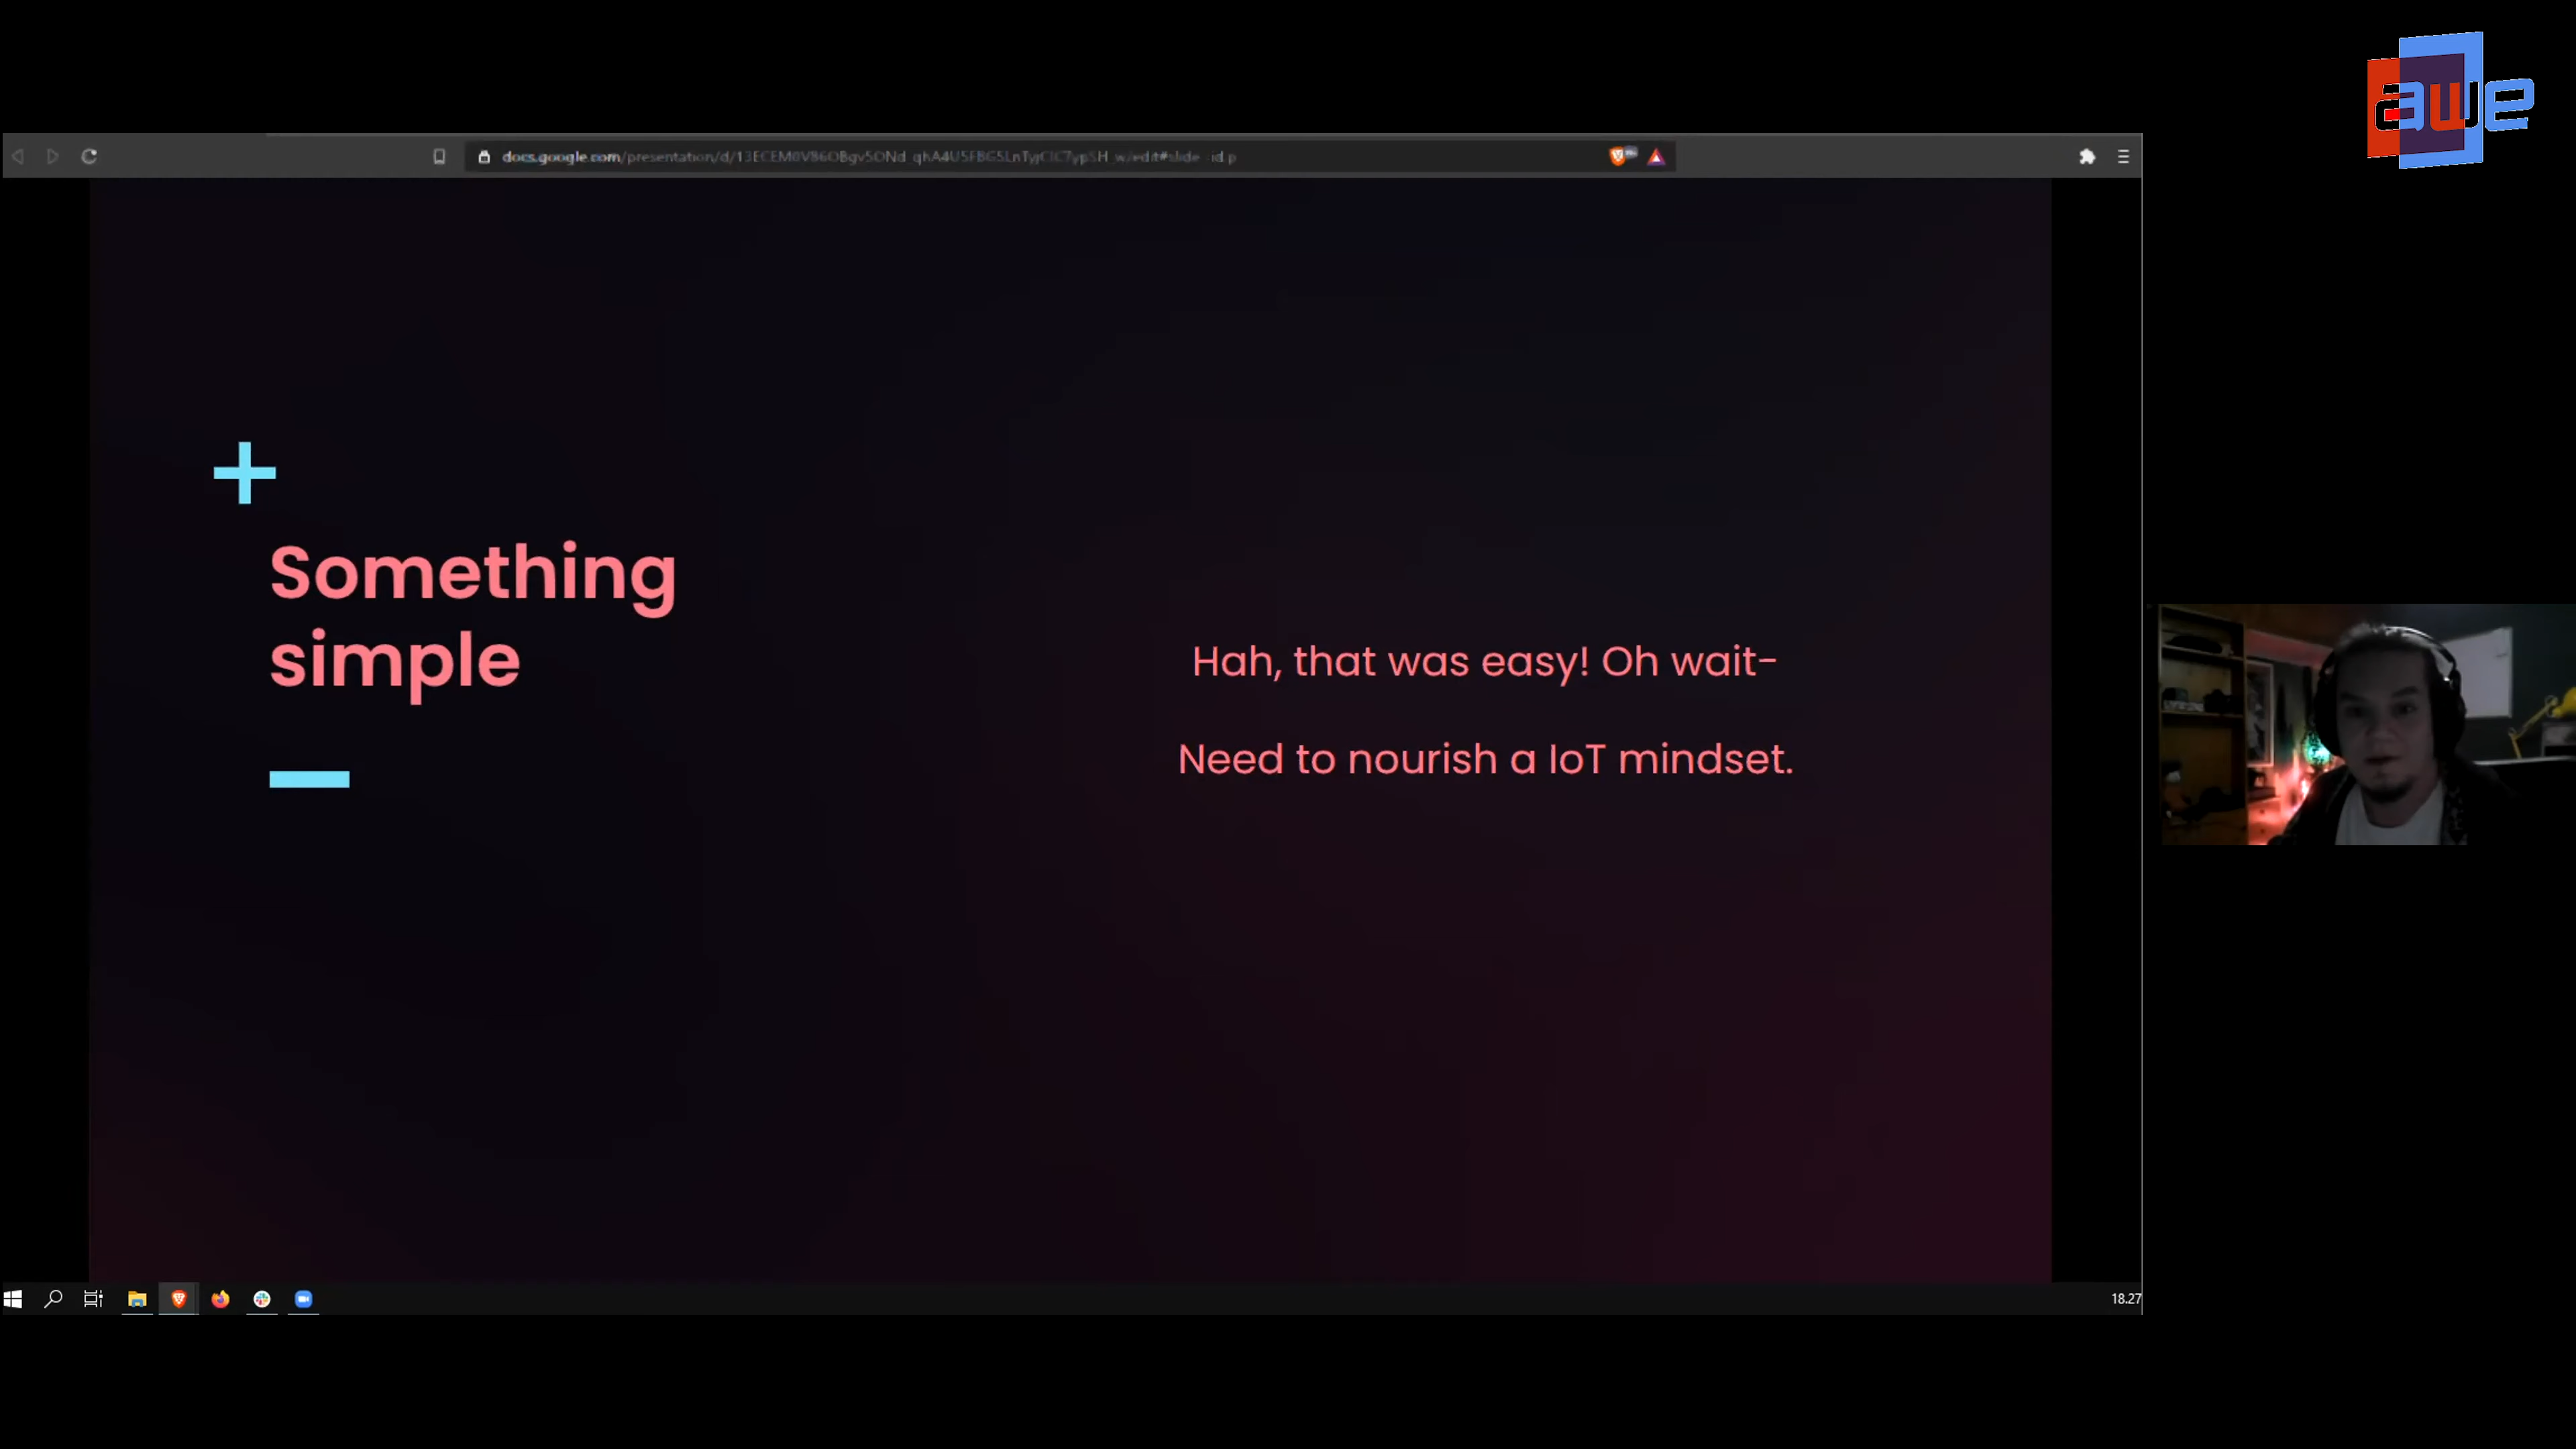 awe
docs.google.com/presentation/d/
Something
simple
Hah, that was easy! Oh wait-
Need to nourish a IoT mindset.
18.27